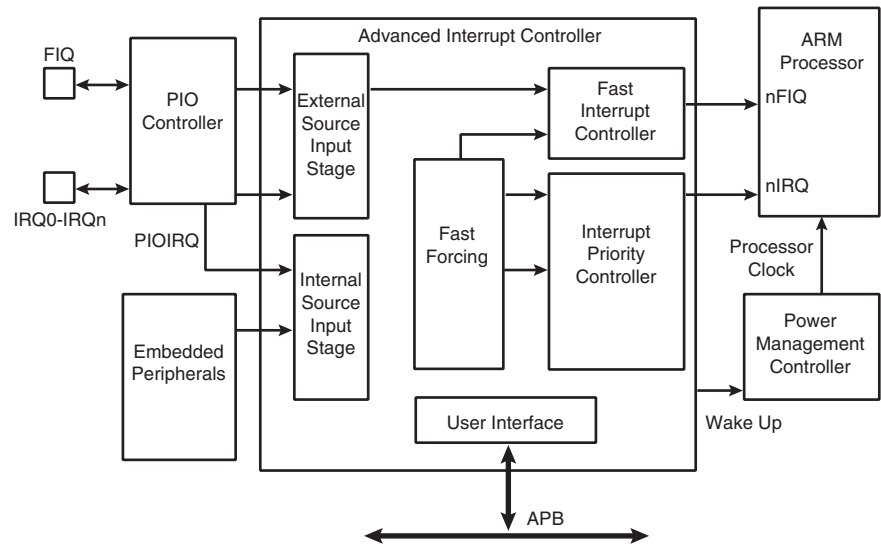 Advanced Interrupt Controller
FIQ
PIO
Controller
IRQ0-IRQn
PIOIRQ
Embedded
Peripherals
External
Source
Input
Stage
Internal
Source
Input
Stage
Fast
Forcing
Fast
Interrupt
Controller
Interrupt
Priority
Controller
User Interface
APB
ARM
Processor
nFIQ
nIRQ
Processor
Clock
Power
Management
Controller
Wake Up